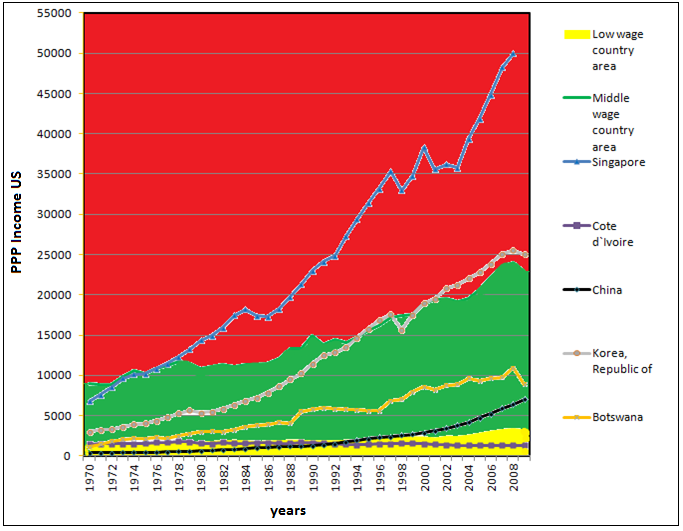 55000
50000
45000
40000
35000
30000
25000
20000
15000
10000
5000
0
PPP Income US
1970
1972
1974
1976
1978
1980
1982
1984
1986
1988
1990
1992
1994
1996
1998
2000
2002
2004
2006
2008
years
Low wage
country
area
Middle
wage
country
area
Singapore
Cote
d`Ivoire
China
Korea,
Republic of
Botswana